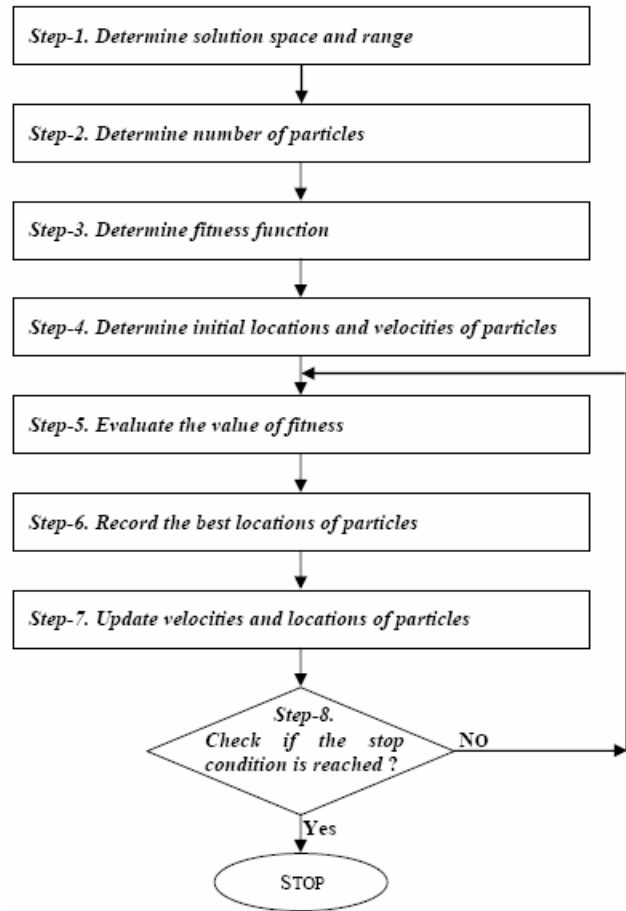 Step-1. Determine solution space and range
Step-2. Determine number of particles
Step-3. Determine fitness function
Step-4. Determine initial locations and velocities of particles
Step-5. Evaluate the value of fitness
Step-6. Record the best locations of particles
Step-7. Update velocities and locations of particles
Step-8.
Check if the stop
condition is reached ?
NO
Yes
STOP